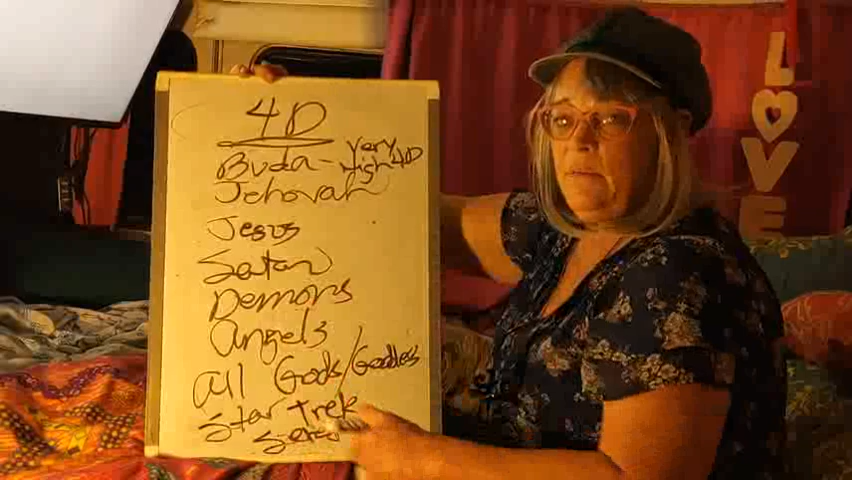 4D
Buda - very high 4D
Jehovah
Jesus
Satan
Demons
Angels
All Gods/Goddess
Star Trek
LOVE